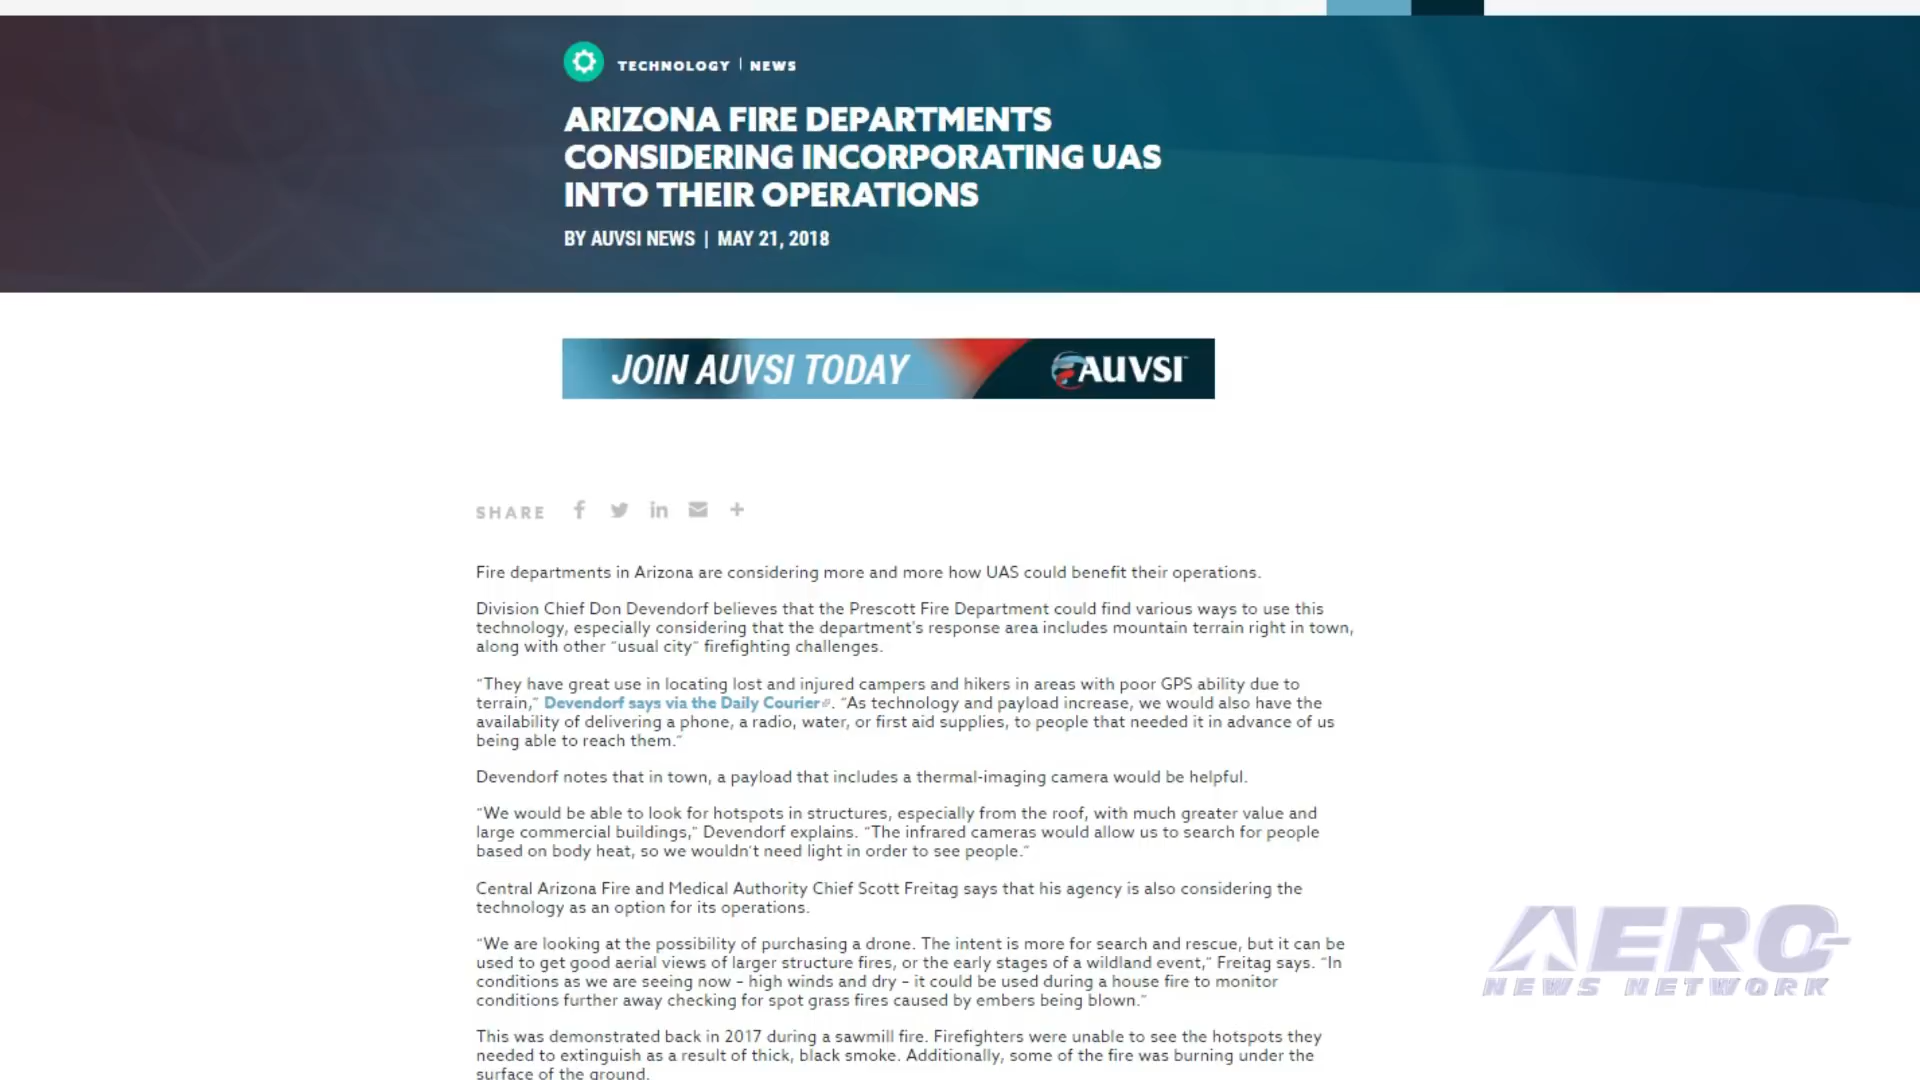 TECHNOLOGY | NEWS
ARIZONA FIRE DEPARTMENTS
CONSIDERING INCORPORATING UAS
INTO THEIR OPERATIONS
BY AUVSI NEWS | MAY 21, 2018
JOIN AUVSI TODAY
AUVSI
SHARE
Fire departments in Arizona are considering more and more how UAS could benefit their operations.
Division Chief Don Devendorf believes that the Prescott Fire Department could find various ways to use this
technology, especially considering that the department's response area includes mountain terrain right in town,
along with other "usual city" firefighting challenges.
"They have great use in locating lost and injured campers and hikers in areas with poor GPS ability due to
terrain," Devendorf says via the Daily Courier. "As technology and payload increase, we would also have the
availability of delivering a phone, a radio, water, or first aid supplies, to people that needed it in advance of us
being able to reach them."
Devendorf notes that in town, a payload that includes a thermal-imaging camera would be helpful.
"We would be able to look for hotspots in structures, especially from the roof, with much greater value and
large commercial buildings," Devendorf explains. "The infrared cameras would allow us to search for people
based on body heat, so we wouldn't need light in order to see people."
Central Arizona Fire and Medical Authority Chief Scott Freitag says that his agency is also considering the
technology as an option for its operations.
"We are looking at the possibility of purchasing a drone. The intent is more for search and rescue, but it can be
used to get good aerial views of larger structure fires, or the early stages of a wildland event," Freitag says. "In
conditions as we are seeing now – high winds and dry – it could be used during a house fire to monitor
conditions further away checking for spot grass fires caused by embers being blown."
This was demonstrated back in 2017 during a sawmill fire. Firefighters were unable to see the hotspots they
needed to extinguish as a result of thick, black smoke. Additionally, some of the fire was burning under the
surface of the ground.
AERO
NEWS NETWORK